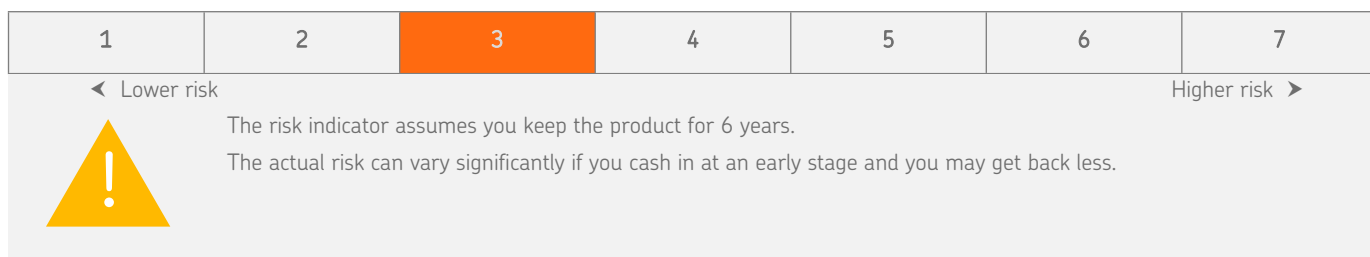 1 2 3 4 5 6 7
Lower risk Higher risk
The risk indicator assumes you keep the product for 6 years.
The actual risk can vary significantly if you cash in at an early stage and you may get back less.